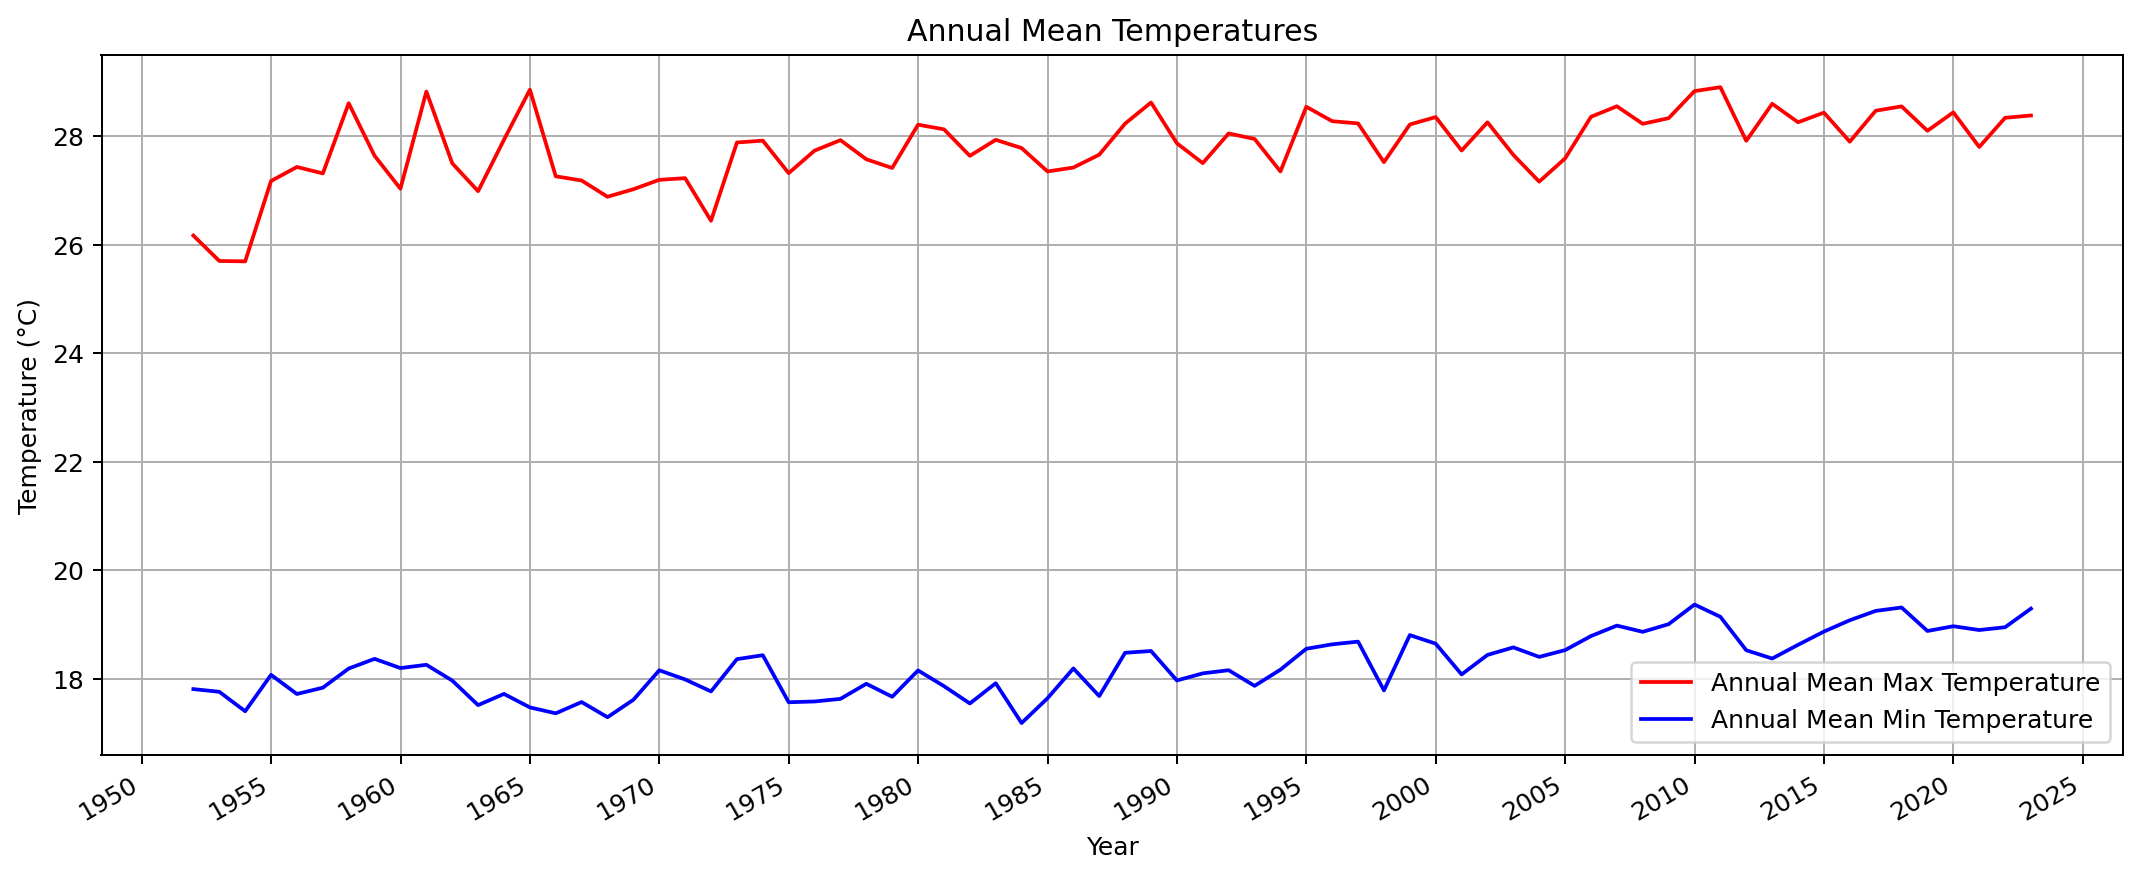 Annual Mean Temperatures
Temperature (°C)
28
26
24
22
20
18
Annual Mean Max Temperature
Annual Mean Min Temperature
1950 1955 1960 1965 1970 1975 1980 1985 1990 1995 2000 2005 2010 2015 2020 2025
Year